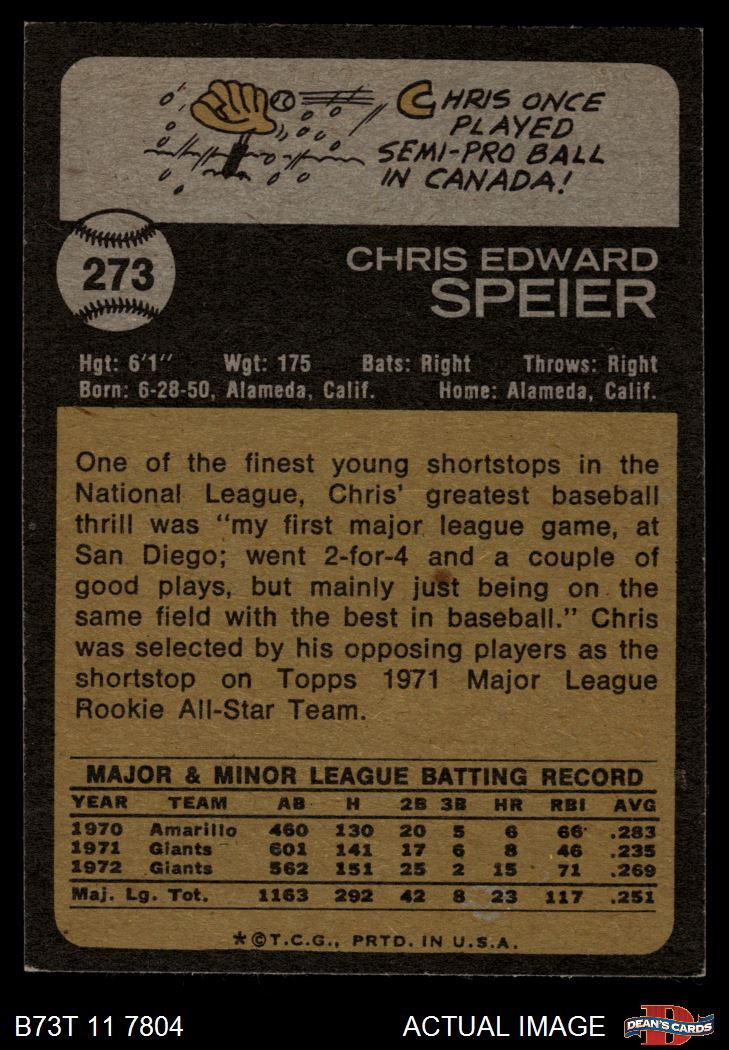 CHRIS ONCE
PLAYED
SEMI-PRO BALL
IN CANADA!
273
CHRIS EDWARD
SPEIER
Hgt: 6'1" Wgt: 175 Bats: Right Throws: Right
Born: 6-28-50, Alameda, Calif. Home: Alameda, Calif.
One of the finest young shortstops in the
National League, Chris' greatest baseball
thrill was "my first major league game, at
San Diego; went 2-for-4 and a couple of
good plays, but mainly just being on the
same field with the best in baseball." Chris
was selected by his opposing players as the
shortstop on Topps 1971 Major League
Rookie All-Star Team.
MAJOR & MINOR LEAGUE BATTING RECORD
YEAR TEAM AB H 2B 3B HR RBI AVG
1970 Amarillo 460 130 20 5 6 66 .283
1971 Giants 601 141 17 6 8 46 .235
1972 Giants 562 151 25 2 15 71 .269
Maj. Lg. Tot. 1163 292 42 8 23 117 .251
*©T.C.G., PRTD. IN U.S.A.
B73T 11 7804 ACTUAL IMAGE DEAN'S CARDS